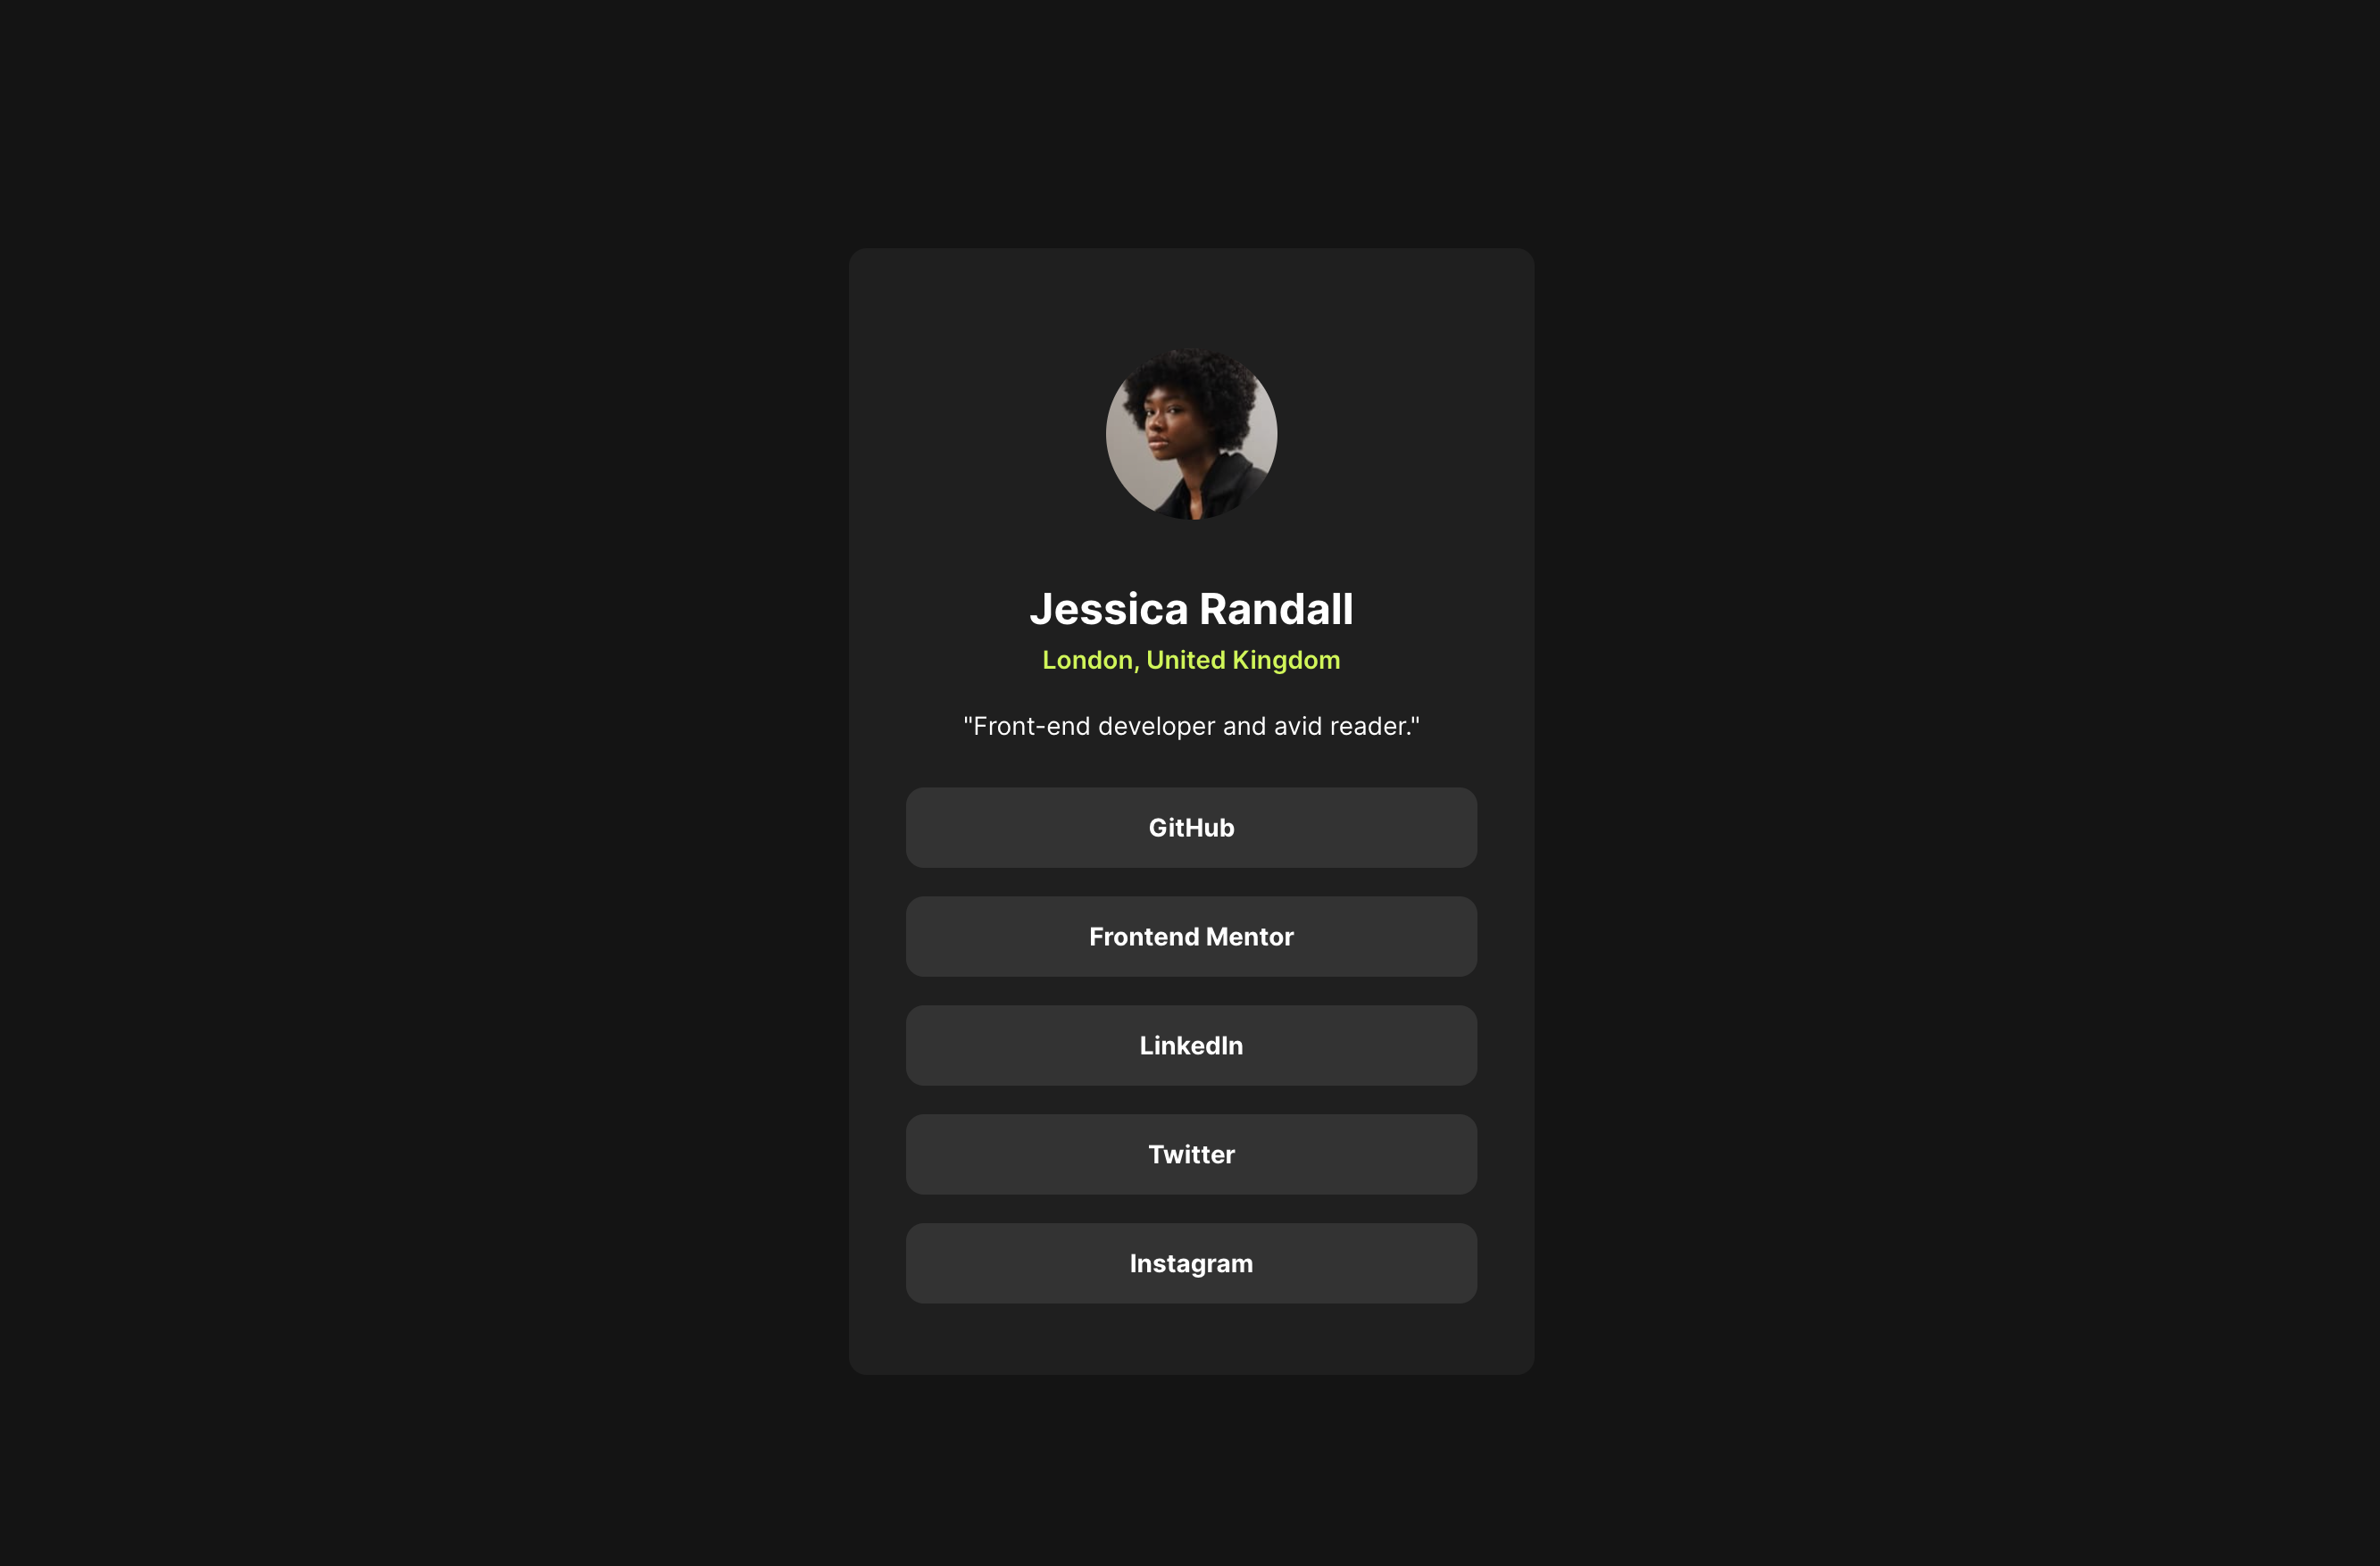 Jessica Randall
London, United Kingdom
"Front-end developer and avid reader."
GitHub
Frontend Mentor
LinkedIn
Twitter
Instagram